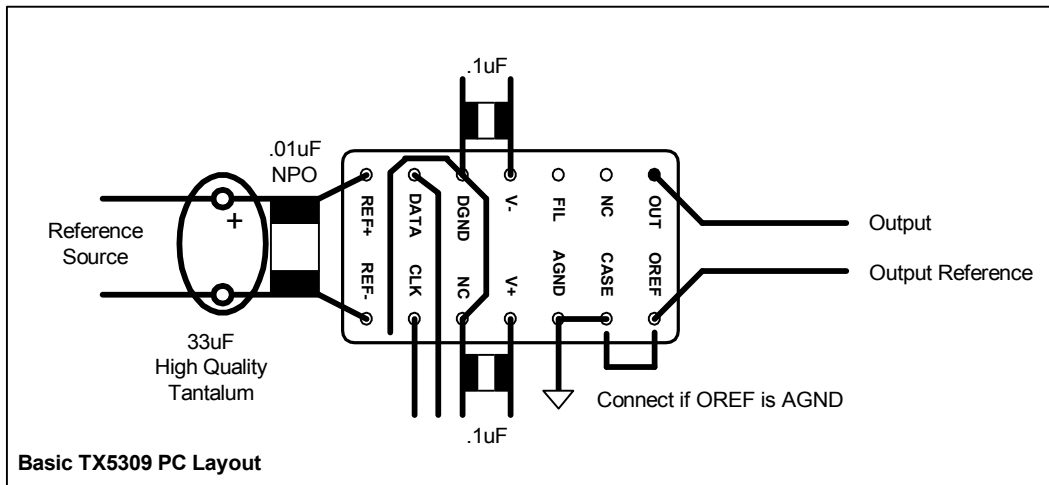 .1uF
.01uF
NPO
+
Reference
Source
REF+
DATA
DGND
V-
FIL
NC
OUT
REF-
CLK
NC
V+
AGND
CASE
OREF
Output
Output Reference
33uF
High Quality
Tantalum
Connect if OREF is AGND
.1uF
Basic TX5309 PC Layout